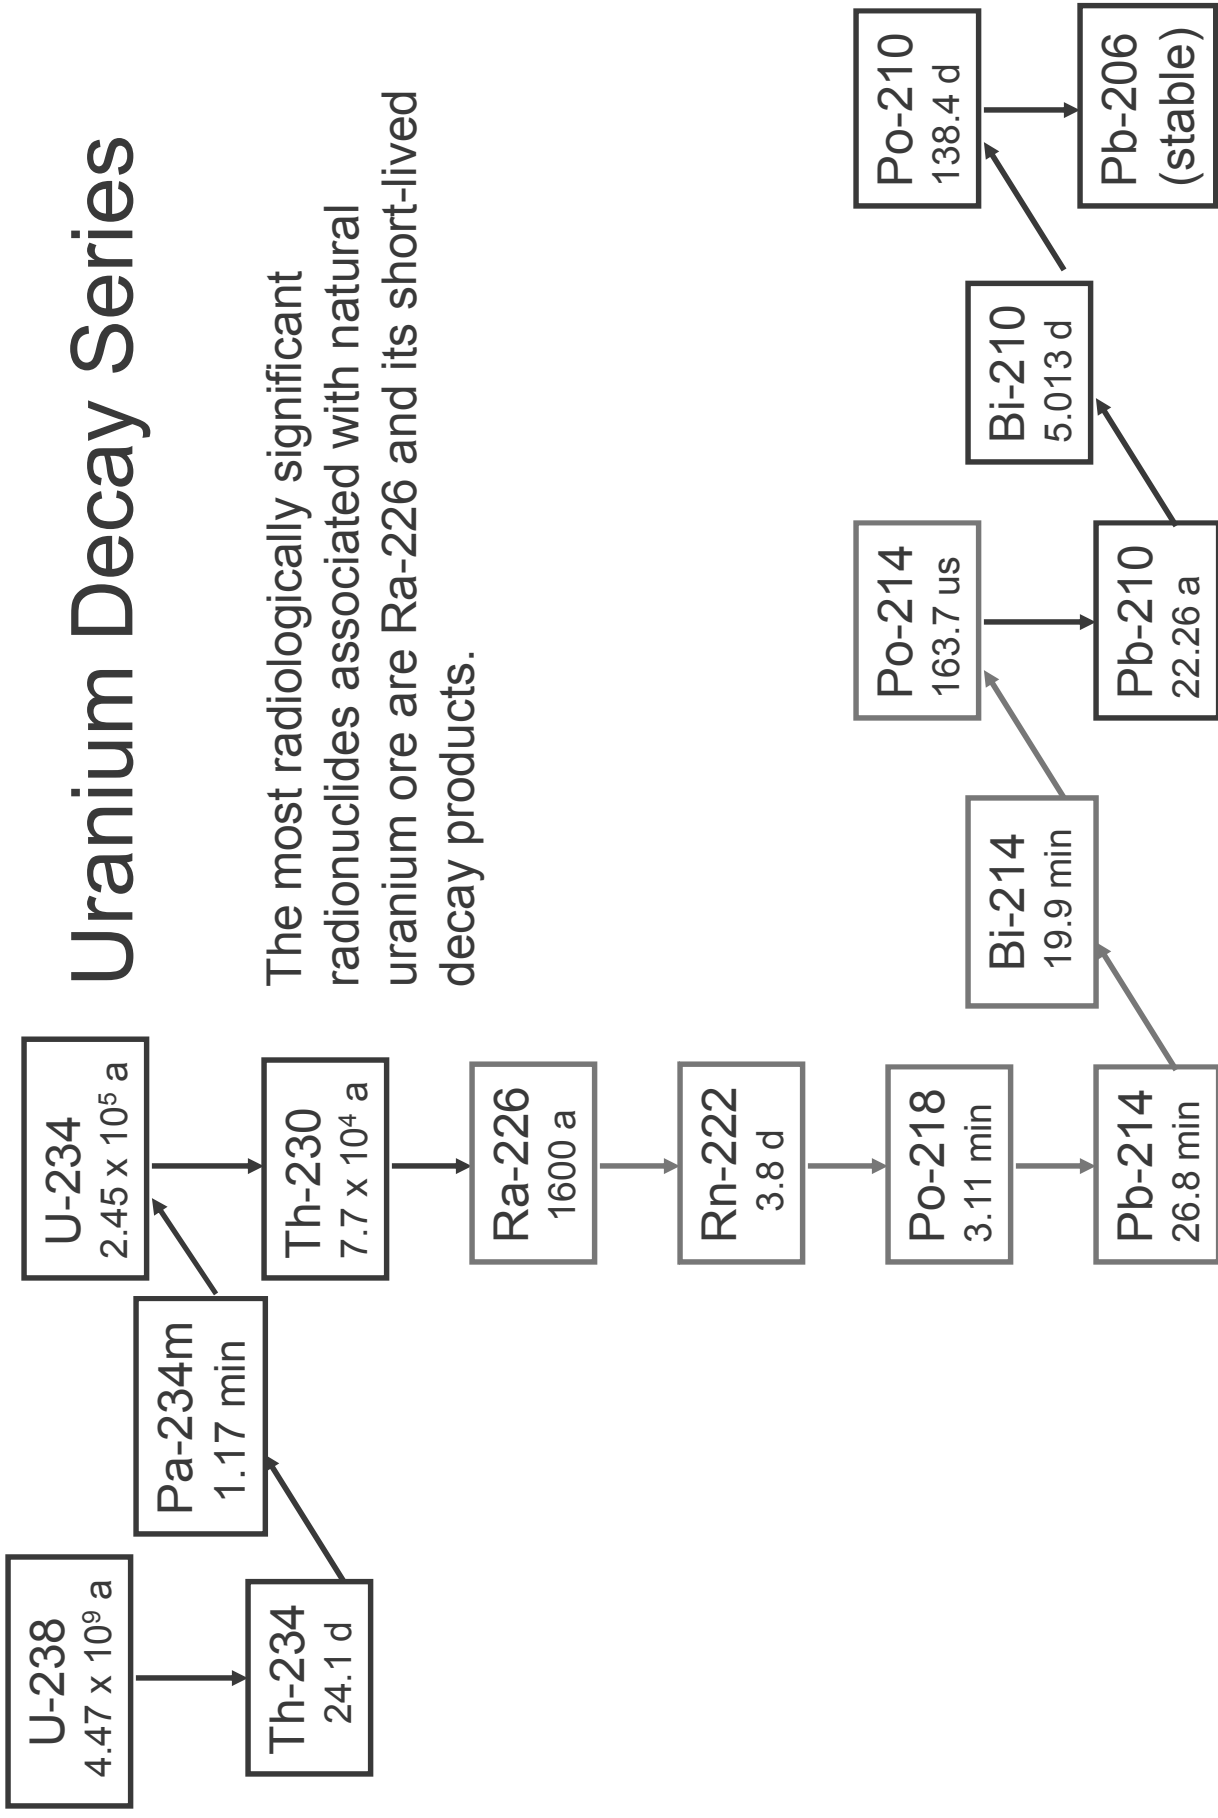 Uranium Decay Series
The most radiologically significant
radionuclides associated with natural
uranium ore are Ra-226 and its short-lived
decay products.
U-238
4.47 x 10⁹ a
Th-234
24.1 d
Pa-234m
1.17 min
U-234
2.45 x 10⁵ a
Th-230
7.7 x 10⁴ a
Ra-226
1600 a
Rn-222
3.8 d
Po-218
3.11 min
Pb-214
26.8 min
Bi-214
19.9 min
Po-214
163.7 us
Pb-210
22.26 a
Bi-210
5.013 d
Po-210
138.4 d
Pb-206
(stable)